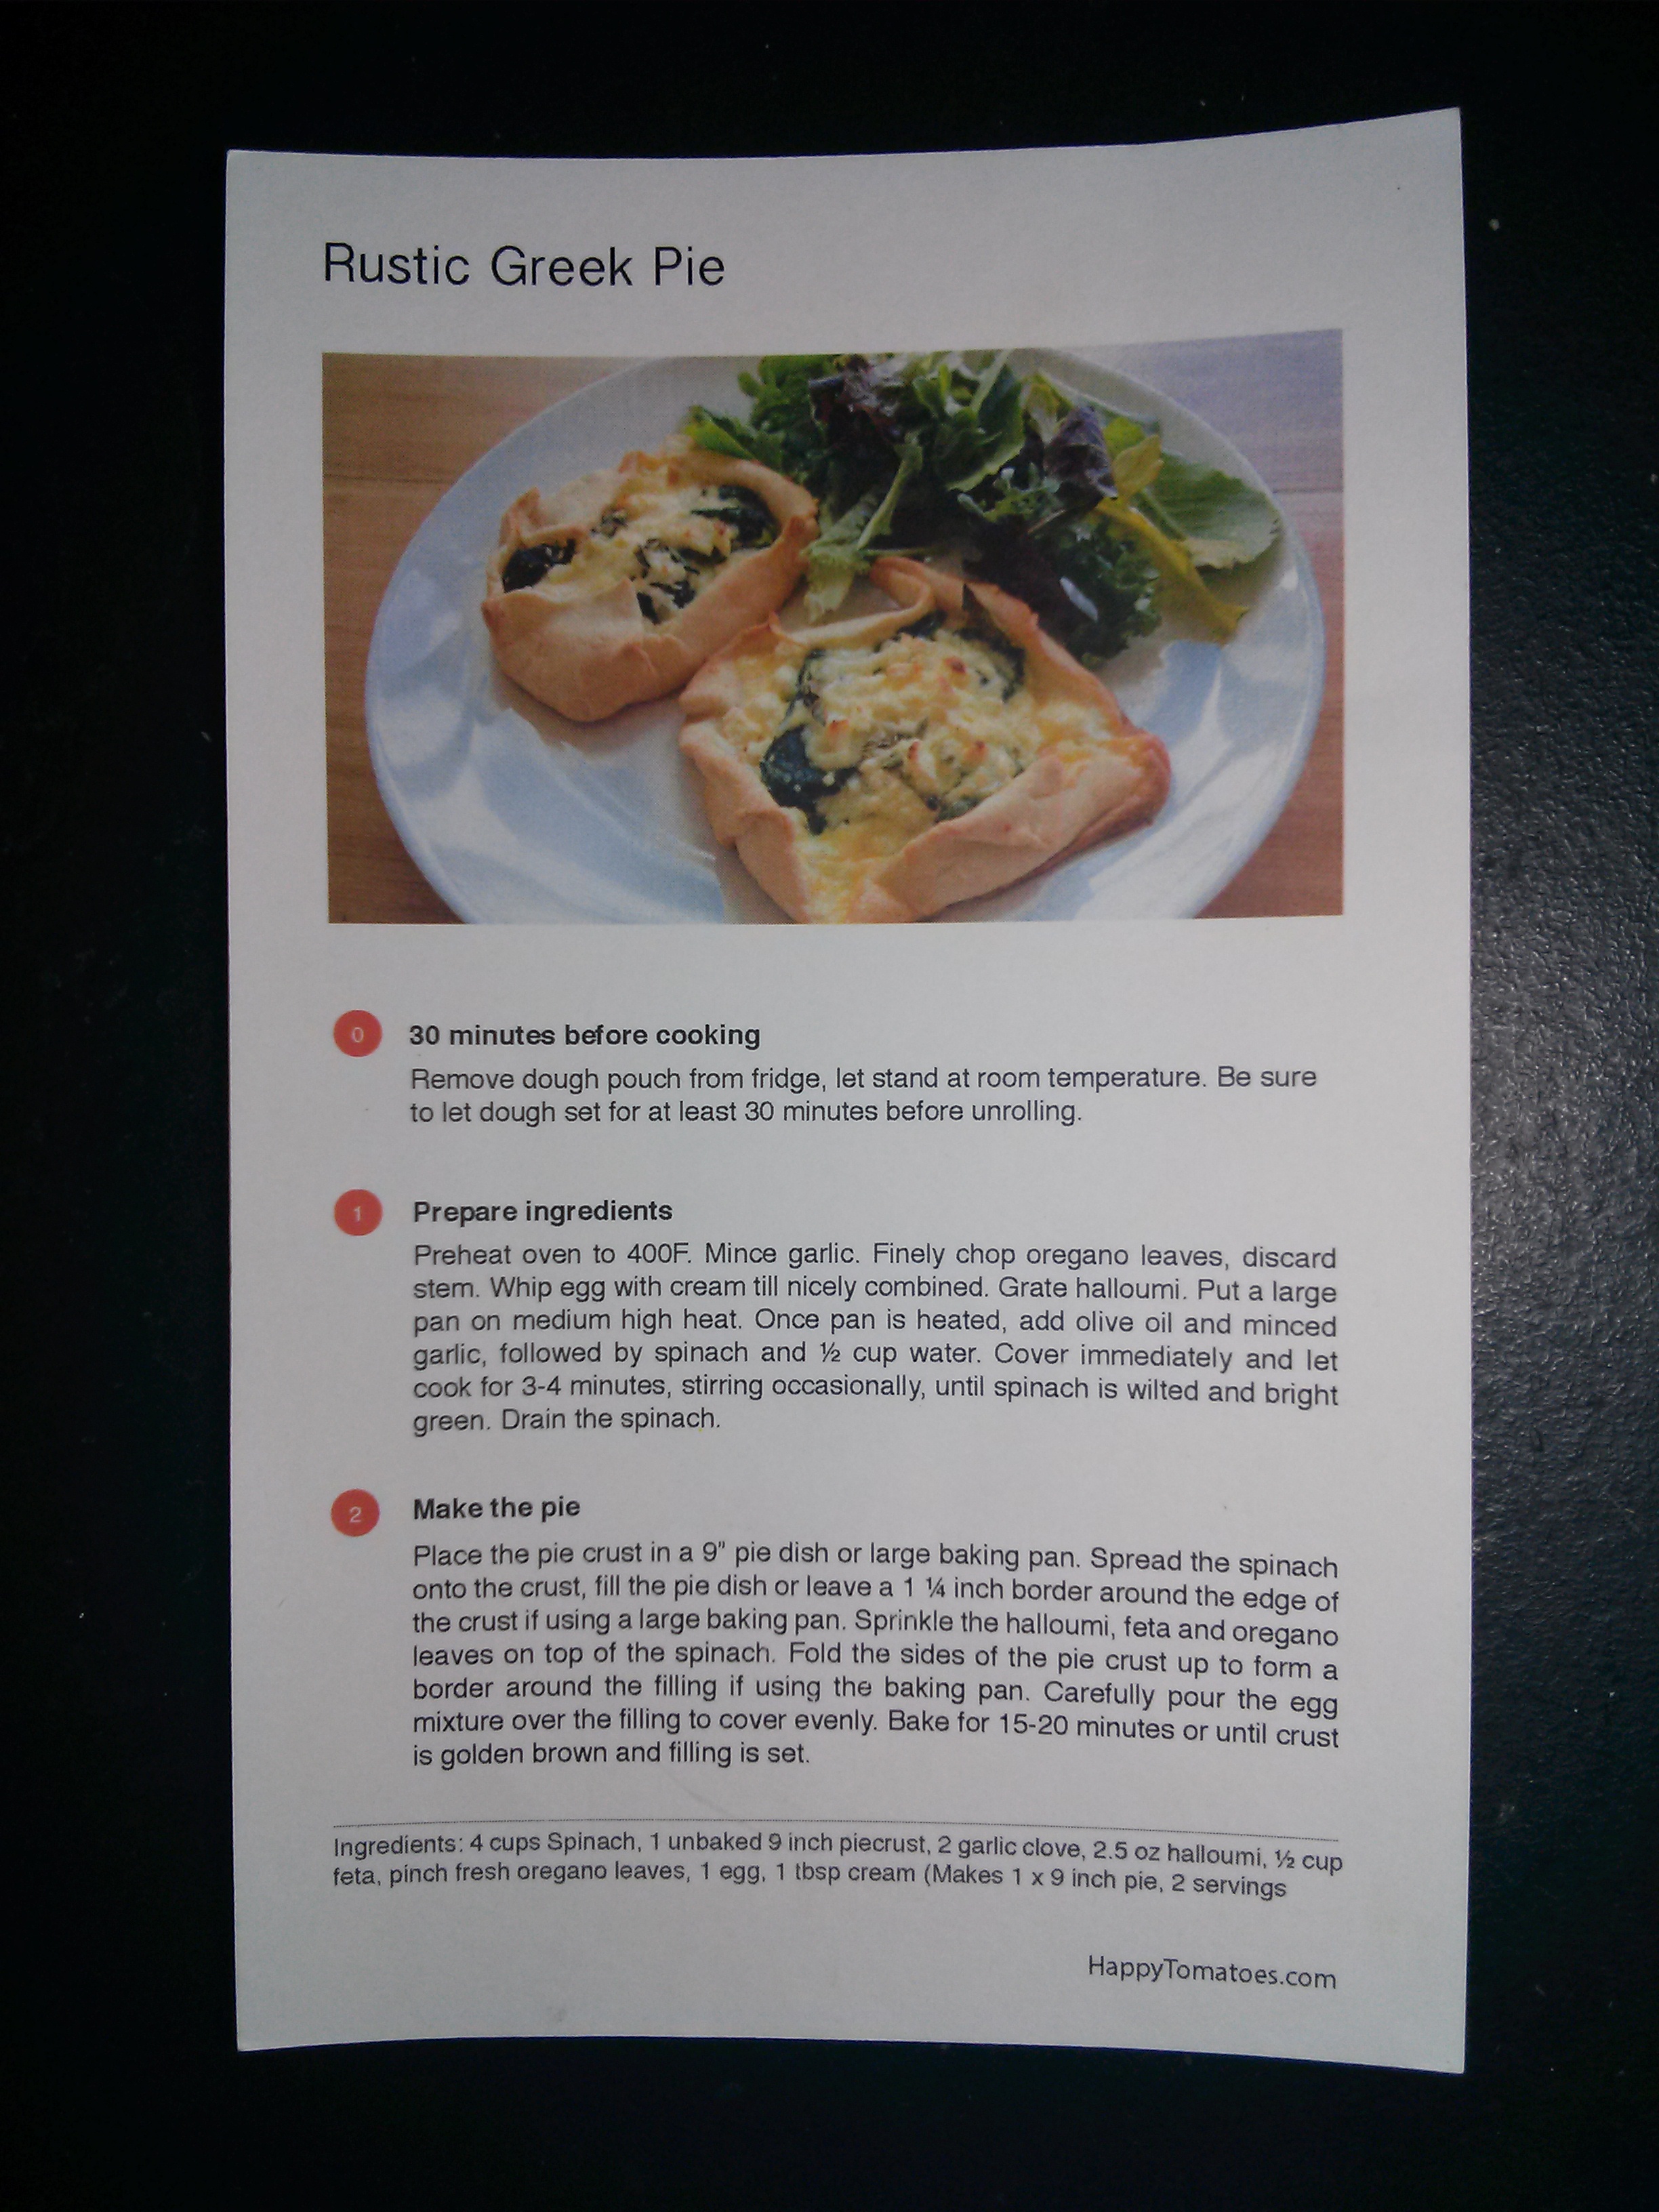 Rustic Greek Pie
0
30 minutes before cooking
Remove dough pouch from fridge, let stand at room temperature. Be sure
to let dough set for at least 30 minutes before unrolling.
1
Prepare ingredients
Preheat oven to 400F. Mince garlic. Finely chop oregano leaves, discard
stem. Whip egg with cream till nicely combined. Grate halloumi. Put a large
pan on medium high heat. Once pan is heated, add olive oil and minced
garlic, followed by spinach and ½ cup water. Cover immediately and let
cook for 3-4 minutes, stirring occasionally, until spinach is wilted and bright
green. Drain the spinach.
2
Make the pie
Place the pie crust in a 9" pie dish or large baking pan. Spread the spinach
onto the crust, fill the pie dish or leave a 1 ¼ inch border around the edge of
the crust if using a large baking pan. Sprinkle the halloumi, feta and oregano
leaves on top of the spinach. Fold the sides of the pie crust up to form a
border around the filling if using the baking pan. Carefully pour the egg
mixture over the filling to cover evenly. Bake for 15-20 minutes or until crust
is golden brown and filling is set.
Ingredients: 4 cups Spinach, 1 unbaked 9 inch piecrust, 2 garlic clove, 2.5 oz halloumi, ½ cup
feta, pinch fresh oregano leaves, 1 egg, 1 tbsp cream (Makes 1 x 9 inch pie, 2 servings
HappyTomatoes.com